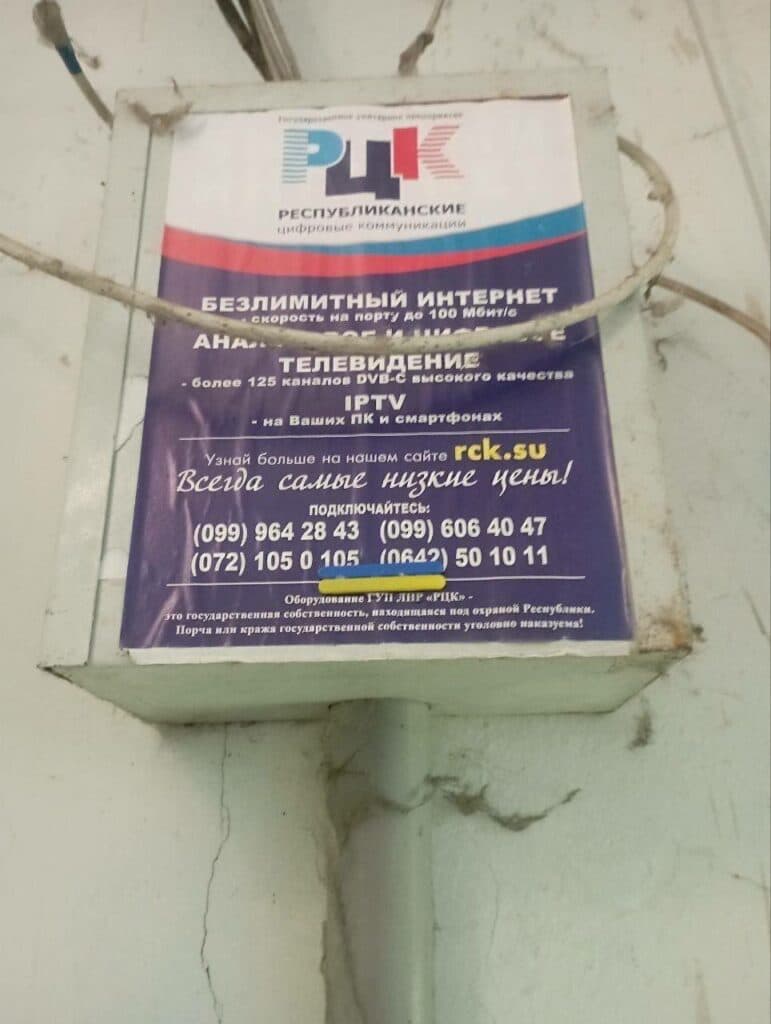 Государственное унитарное предприятие
РЦК
РЕСПУБЛИКАНСКИЕ
цифровые коммуникации
БЕЗЛИМИТНЫЙ ИНТЕРНЕТ
- скорость на порту до 100 Мбит/с
И
ТЕЛЕВИДЕНИЕ
- более 125 каналов DVB-C высокого качества
IPTV
- на Ваших ПК и смартфонах
Узнай больше на нашем сайте rck.su
Всегда самые низкие цены!
ПОДКЛЮЧАЙТЕСЬ:
(099) 964 28 43 (099) 606 40 47
(072) 105 0 105 (0642) 50 10 11
Оборудование ГУП ЛНР «РЦК» -
это государственная собственность, находящаяся под охраной Республики.
Порча или кража государственной собственности уголовно наказуема!